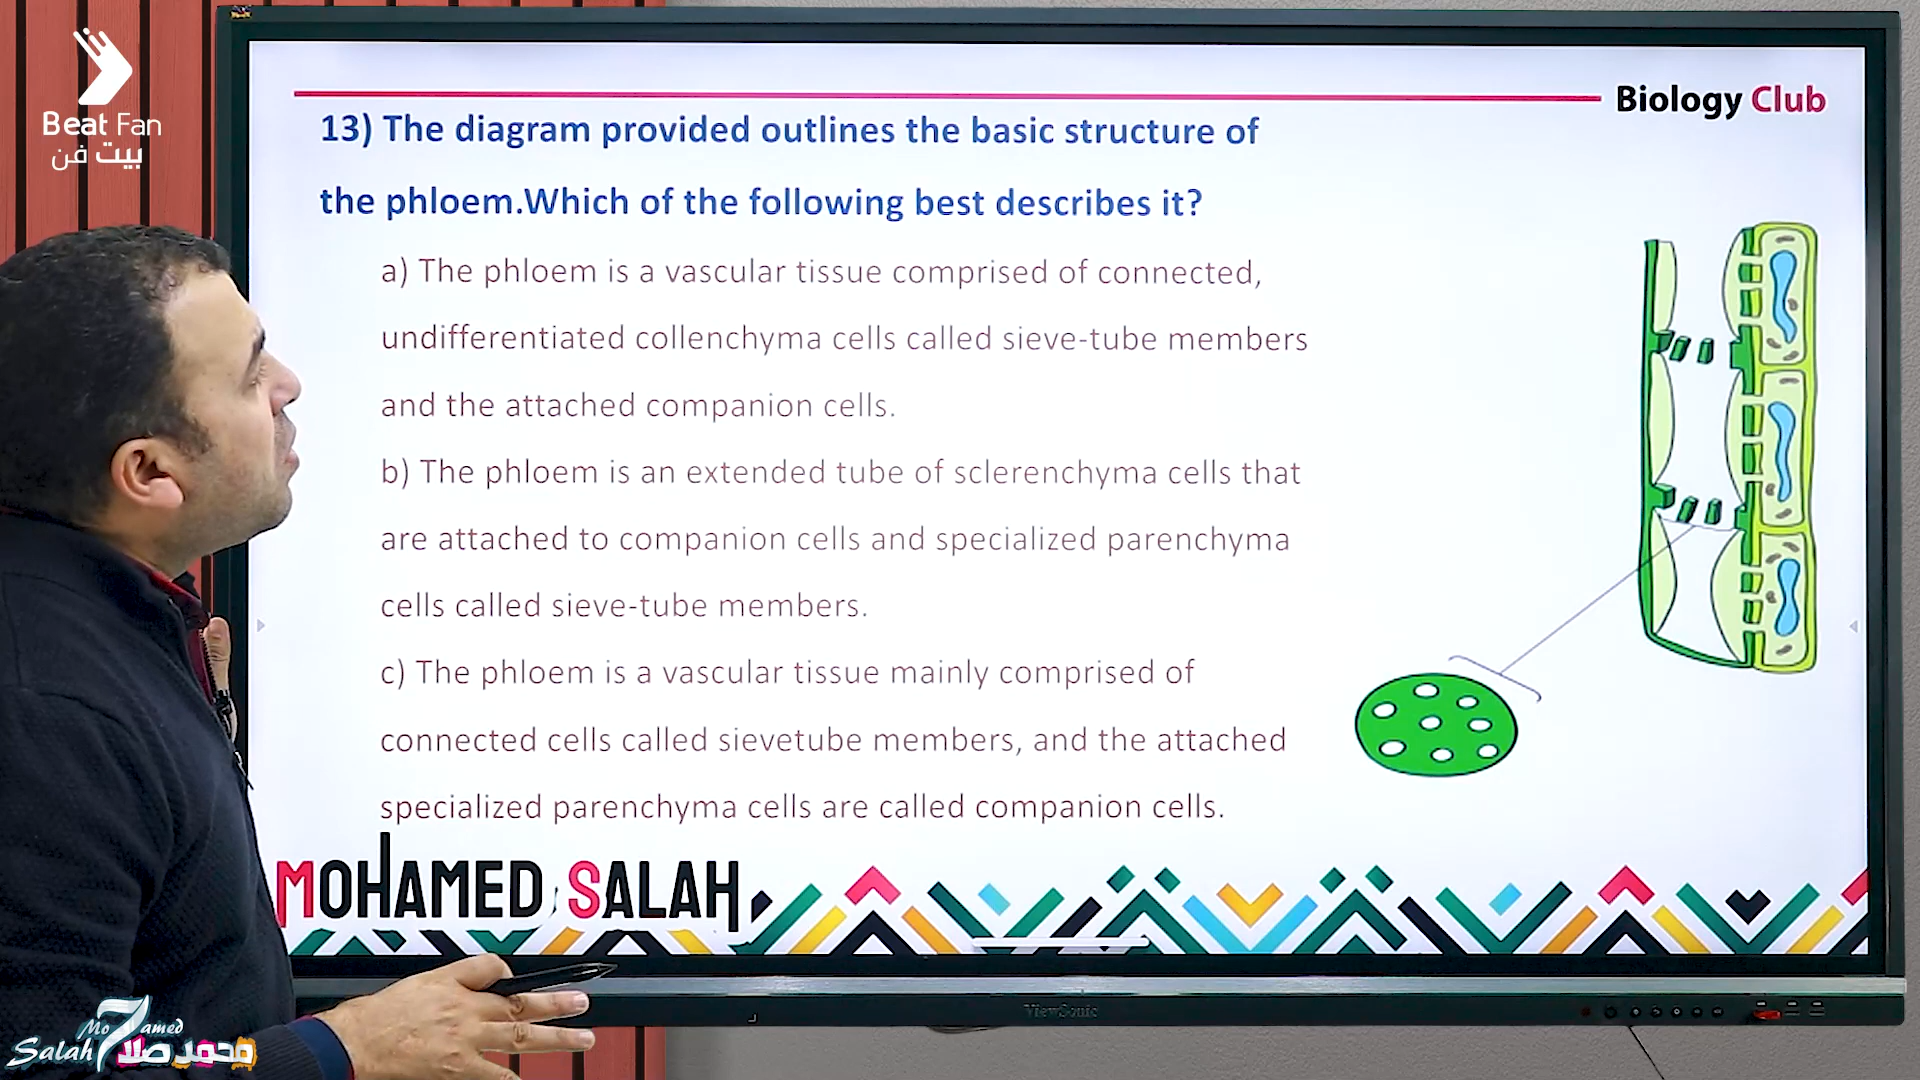 Beat Fan
بيت فن
Biology Club
13) The diagram provided outlines the basic structure of
the phloem.Which of the following best describes it?
a) The phloem is a vascular tissue comprised of connected,
undifferentiated collenchyma cells called sieve-tube members
and the attached companion cells.
b) The phloem is an extended tube of sclerenchyma cells that
are attached to companion cells and specialized parenchyma
cells called sieve-tube members.
c) The phloem is a vascular tissue mainly comprised of
connected cells called sievetube members, and the attached
specialized parenchyma cells are called companion cells.
MOHAMED SALAH
ViewSonic
Mo7amed
Salah محمد صلاح